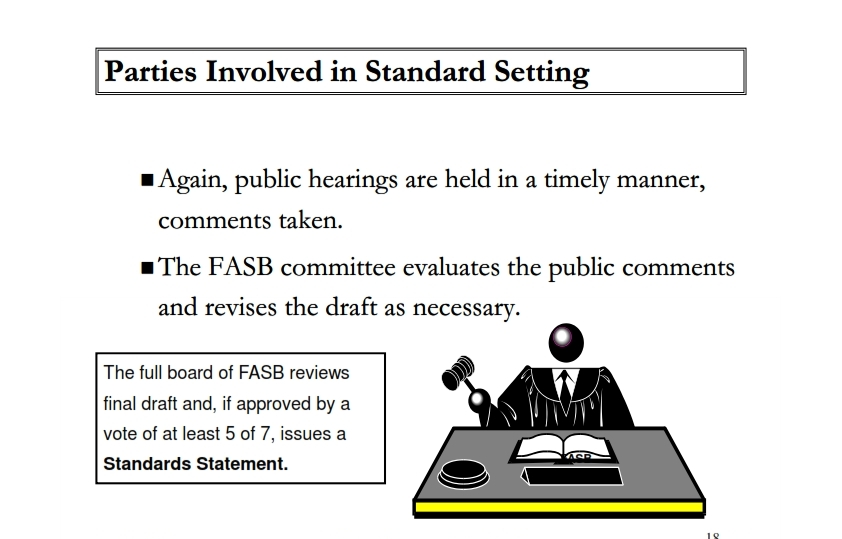 Parties Involved in Standard Setting
■ Again, public hearings are held in a timely manner,
comments taken.
■ The FASB committee evaluates the public comments
and revises the draft as necessary.
The full board of FASB reviews
final draft and, if approved by a
vote of at least 5 of 7, issues a
Standards Statement.
FASB
18